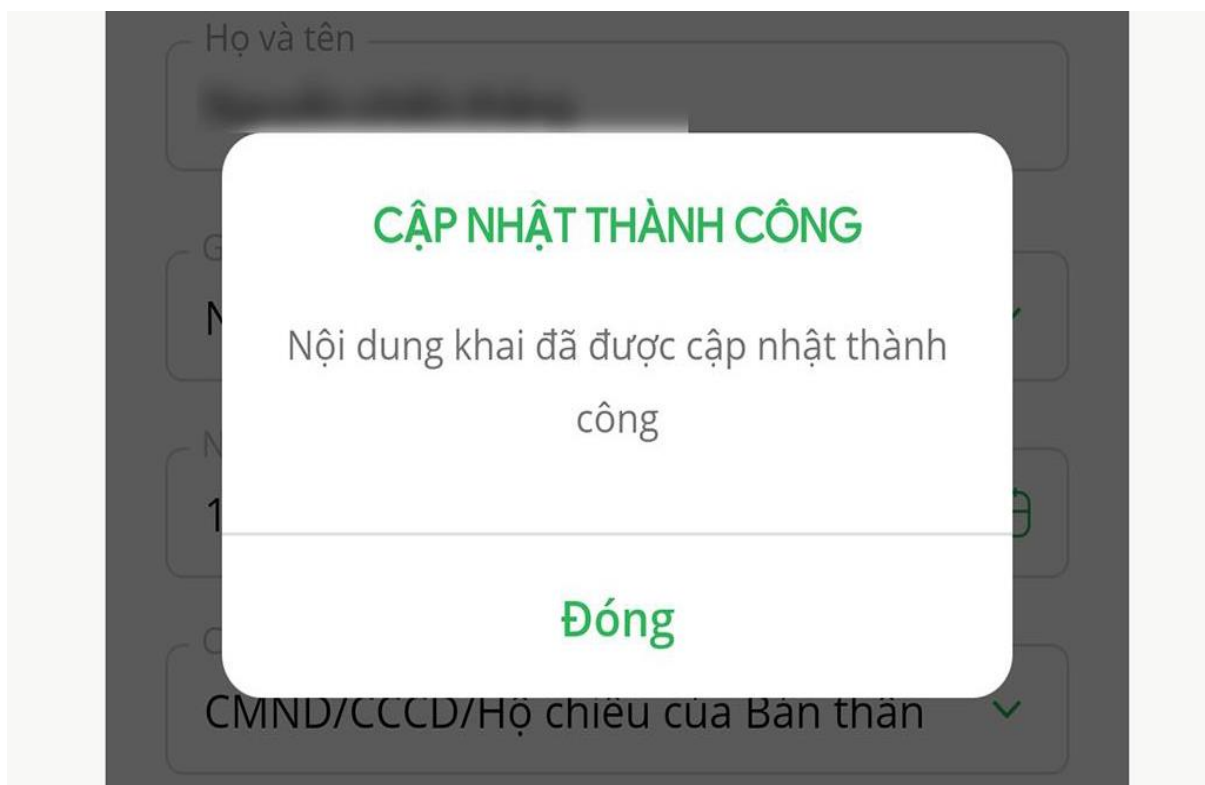 Họ và tên
CẬP NHẬT THÀNH CÔNG
Nội dung khai đã được cập nhật thành
công
Đóng
CMND/CCCD/Hộ chiếu của Bản thân